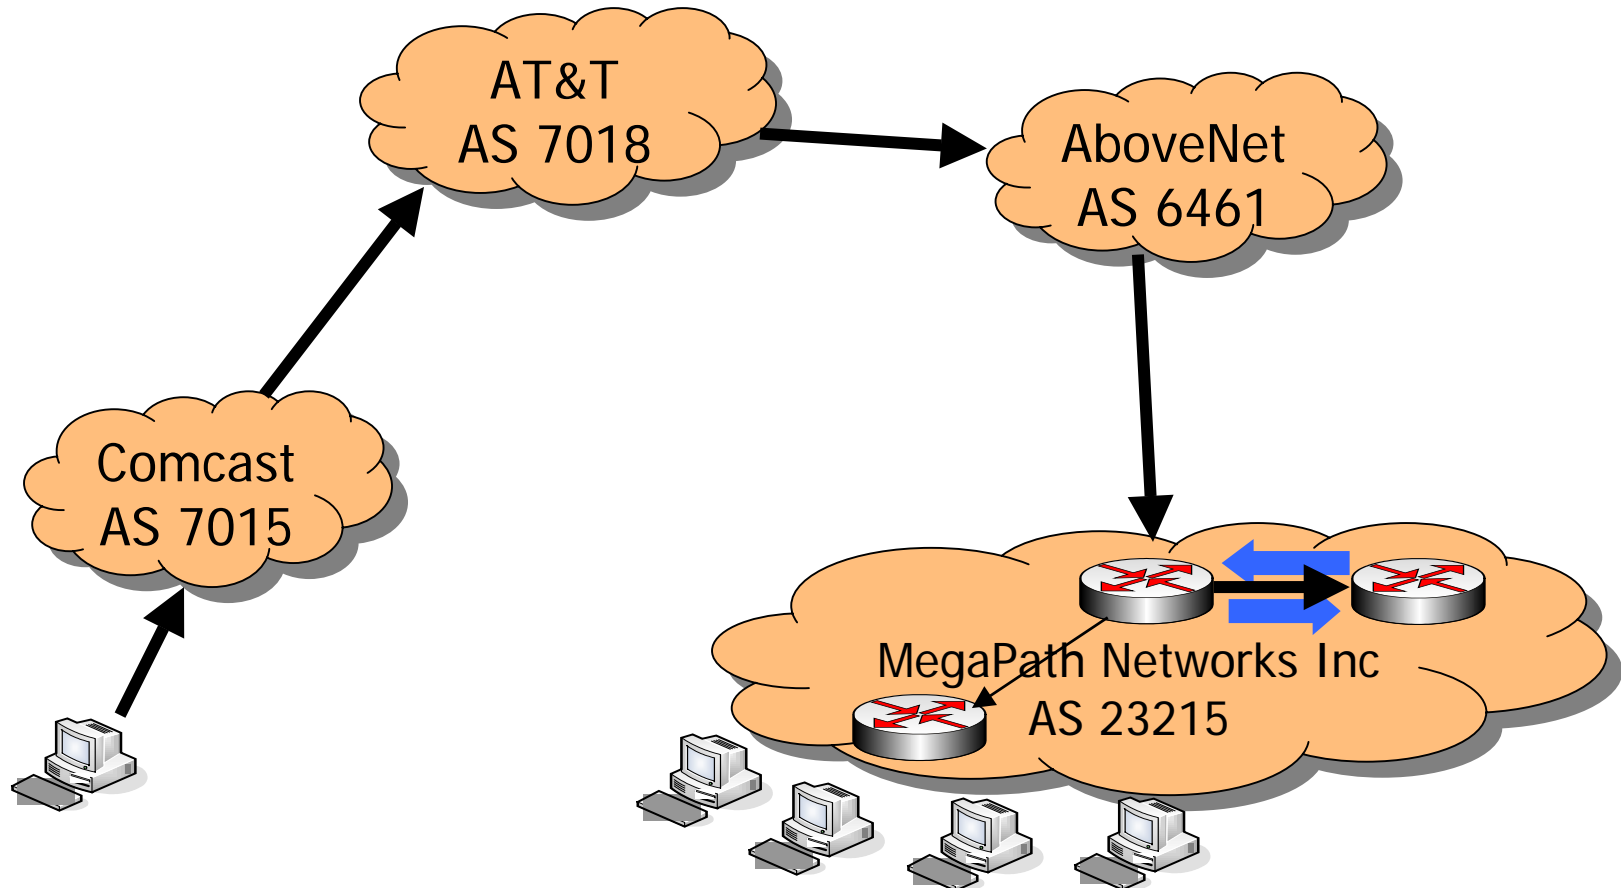 AT&T
AS 7018
AboveNet
AS 6461
Comcast
AS 7015
MegaPath Networks Inc
AS 23215